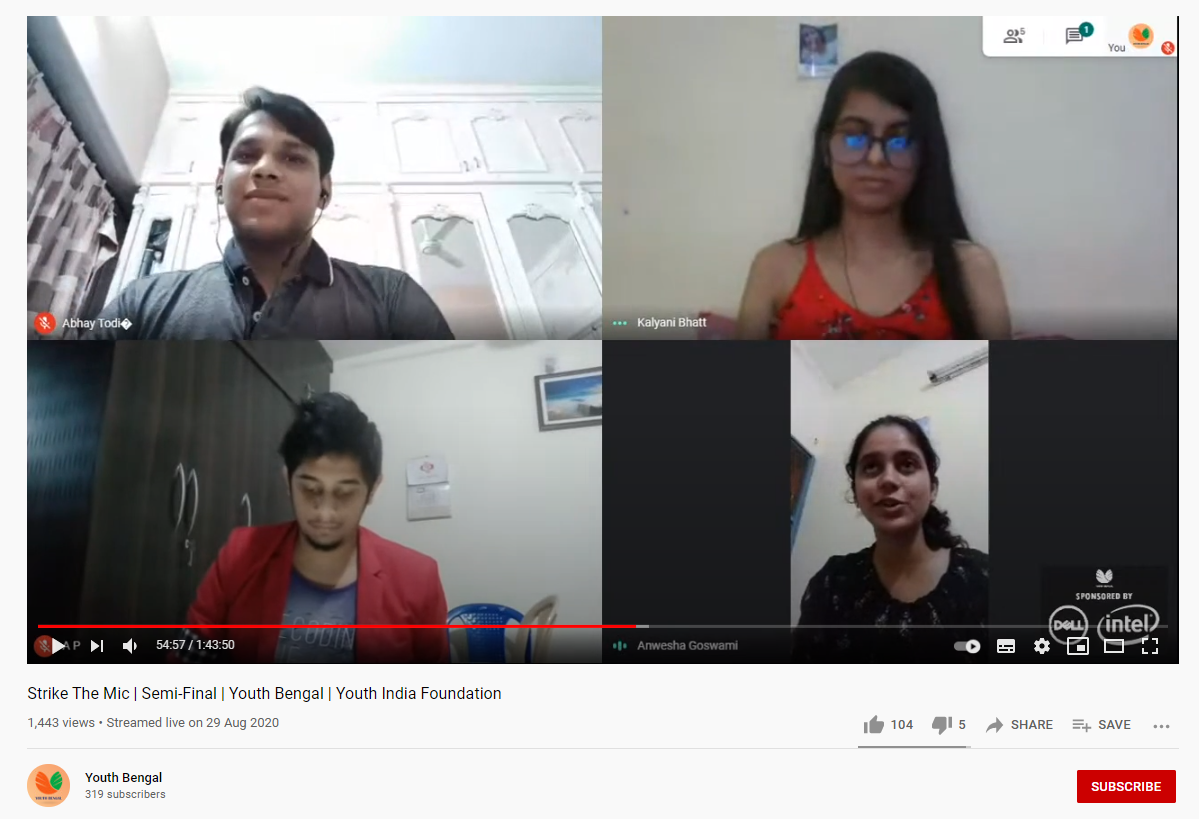 5
1
You
Abhay Todi�
Kalyani Bhatt
SPONSORED BY
DELL intel
AP
54:57 / 1:43:50
Anwesha Goswami
Strike The Mic | Semi-Final | Youth Bengal | Youth India Foundation
1,443 views • Streamed live on 29 Aug 2020
104 5 SHARE SAVE
Youth Bengal
319 subscribers
SUBSCRIBE